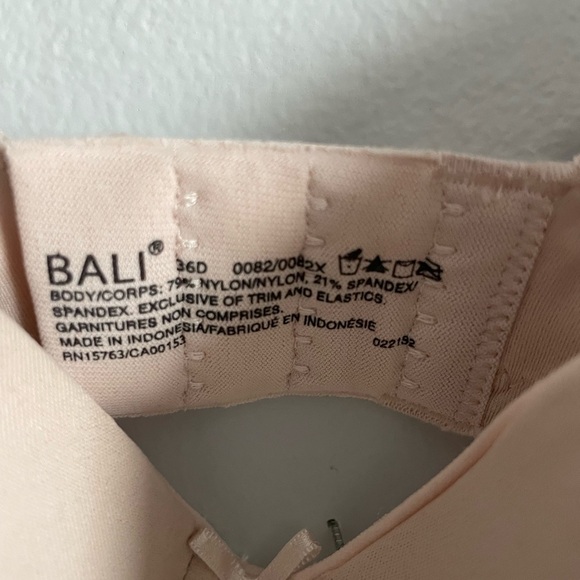 BALI® 36D 0082/0082X
BODY/CORPS: 79% NYLON/NYLON, 21% SPANDEX/
SPANDEX. EXCLUSIVE OF TRIM AND ELASTICS.
GARNITURES NON COMPRISES.
MADE IN INDONESIA/FABRIQUÉ EN INDONÉSIE
RN15763/CA00153 022192